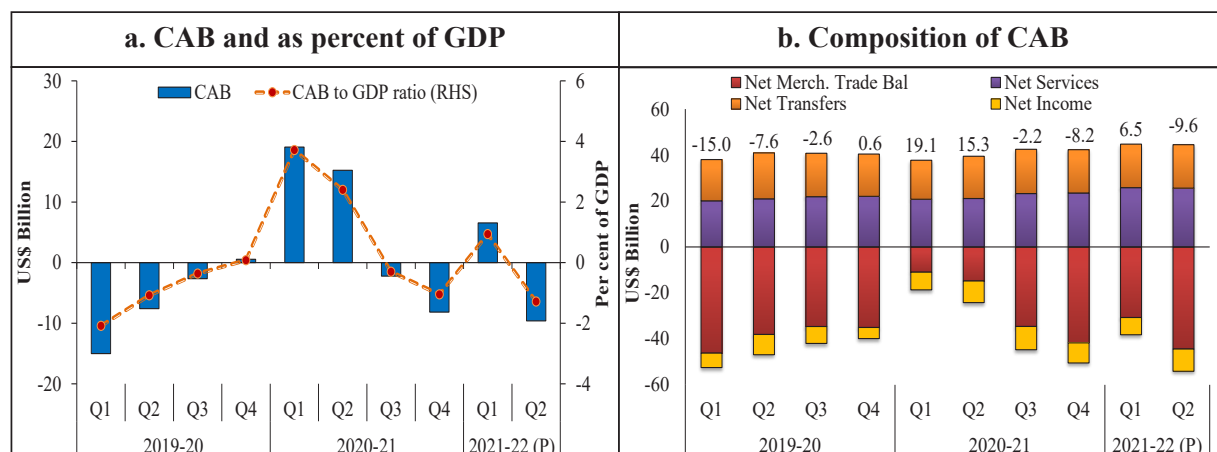 a. CAB and as percent of GDP
CAB
CAB to GDP ratio (RHS)
US$ Billion
30
20
10
0
-10
-20
6
4
2
0
-2
-4
Per cent of GDP
Q1 Q2 Q3 Q4 Q1 Q2 Q3 Q4 Q1 Q2
2019-20 2020-21 2021-22 (P)
b. Composition of CAB
Net Merch. Trade Bal
Net Services
Net Transfers
Net Income
US$ Billion
60
40
20
0
-20
-40
-60
-15.0 -7.6 -2.6 0.6 19.1 15.3 -2.2 -8.2 6.5 -9.6
Q1 Q2 Q3 Q4 Q1 Q2 Q3 Q4 Q1 Q2
2019-20 2020-21 2021-22 (P)